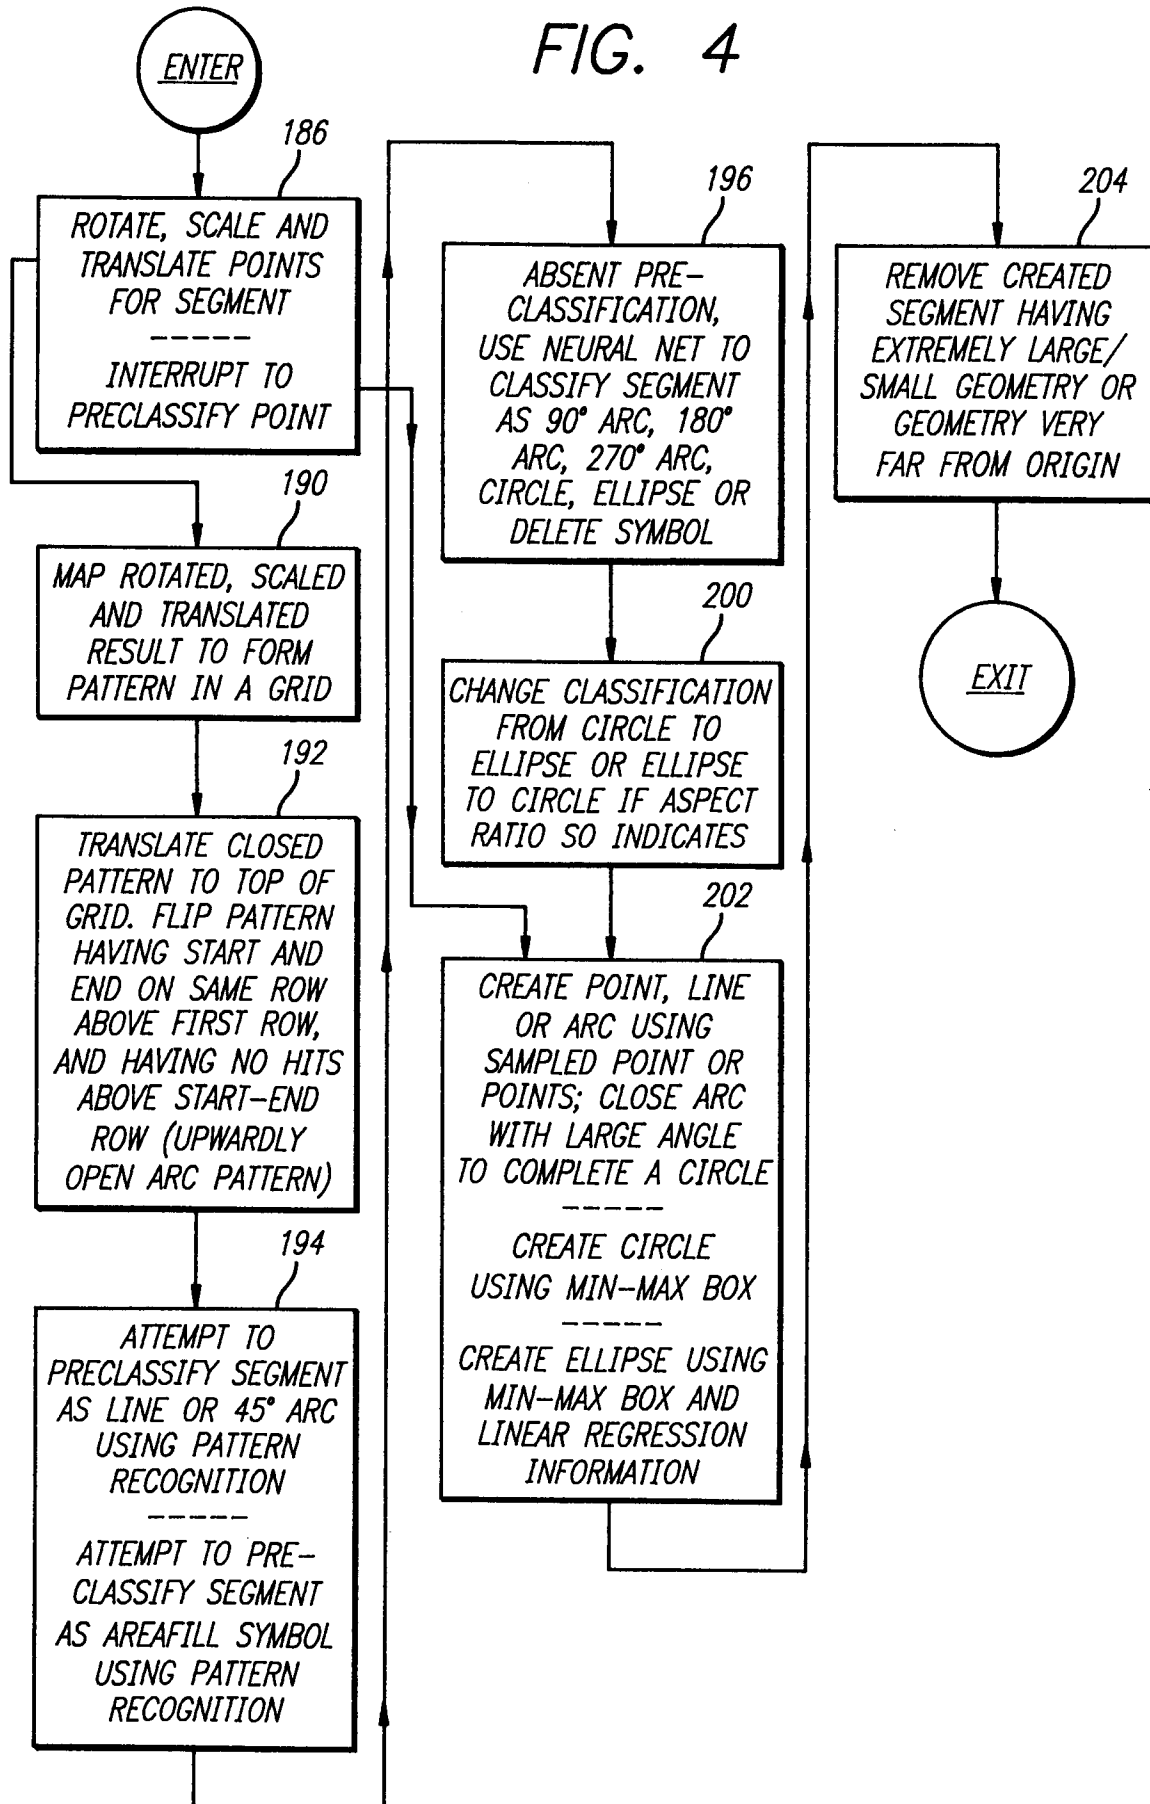 FIG. 4
ENTER
186
ROTATE, SCALE AND
TRANSLATE POINTS
FOR SEGMENT
-----
INTERRUPT TO
PRECLASSIFY POINT
190
MAP ROTATED, SCALED
AND TRANSLATED
RESULT TO FORM
PATTERN IN A GRID
192
TRANSLATE CLOSED
PATTERN TO TOP OF
GRID. FLIP PATTERN
HAVING START AND
END ON SAME ROW
ABOVE FIRST ROW,
AND HAVING NO HITS
ABOVE START-END
ROW (UPWARDLY
OPEN ARC PATTERN)
194
ATTEMPT TO
PRECLASSIFY SEGMENT
AS LINE OR 45° ARC
USING PATTERN
RECOGNITION
-----
ATTEMPT TO PRE-
CLASSIFY SEGMENT
AS AREAFILL SYMBOL
USING PATTERN
RECOGNITION
196
ABSENT PRE-
CLASSIFICATION,
USE NEURAL NET TO
CLASSIFY SEGMENT
AS 90° ARC, 180°
ARC, 270° ARC,
CIRCLE, ELLIPSE OR
DELETE SYMBOL
200
CHANGE CLASSIFICATION
FROM CIRCLE TO
ELLIPSE OR ELLIPSE
TO CIRCLE IF ASPECT
RATIO SO INDICATES
202
CREATE POINT, LINE
OR ARC USING
SAMPLED POINT OR
POINTS; CLOSE ARC
WITH LARGE ANGLE
TO COMPLETE A CIRCLE
-----
CREATE CIRCLE
USING MIN-MAX BOX
-----
CREATE ELLIPSE USING
MIN-MAX BOX AND
LINEAR REGRESSION
INFORMATION
204
REMOVE CREATED
SEGMENT HAVING
EXTREMELY LARGE/
SMALL GEOMETRY OR
GEOMETRY VERY
FAR FROM ORIGIN
EXIT